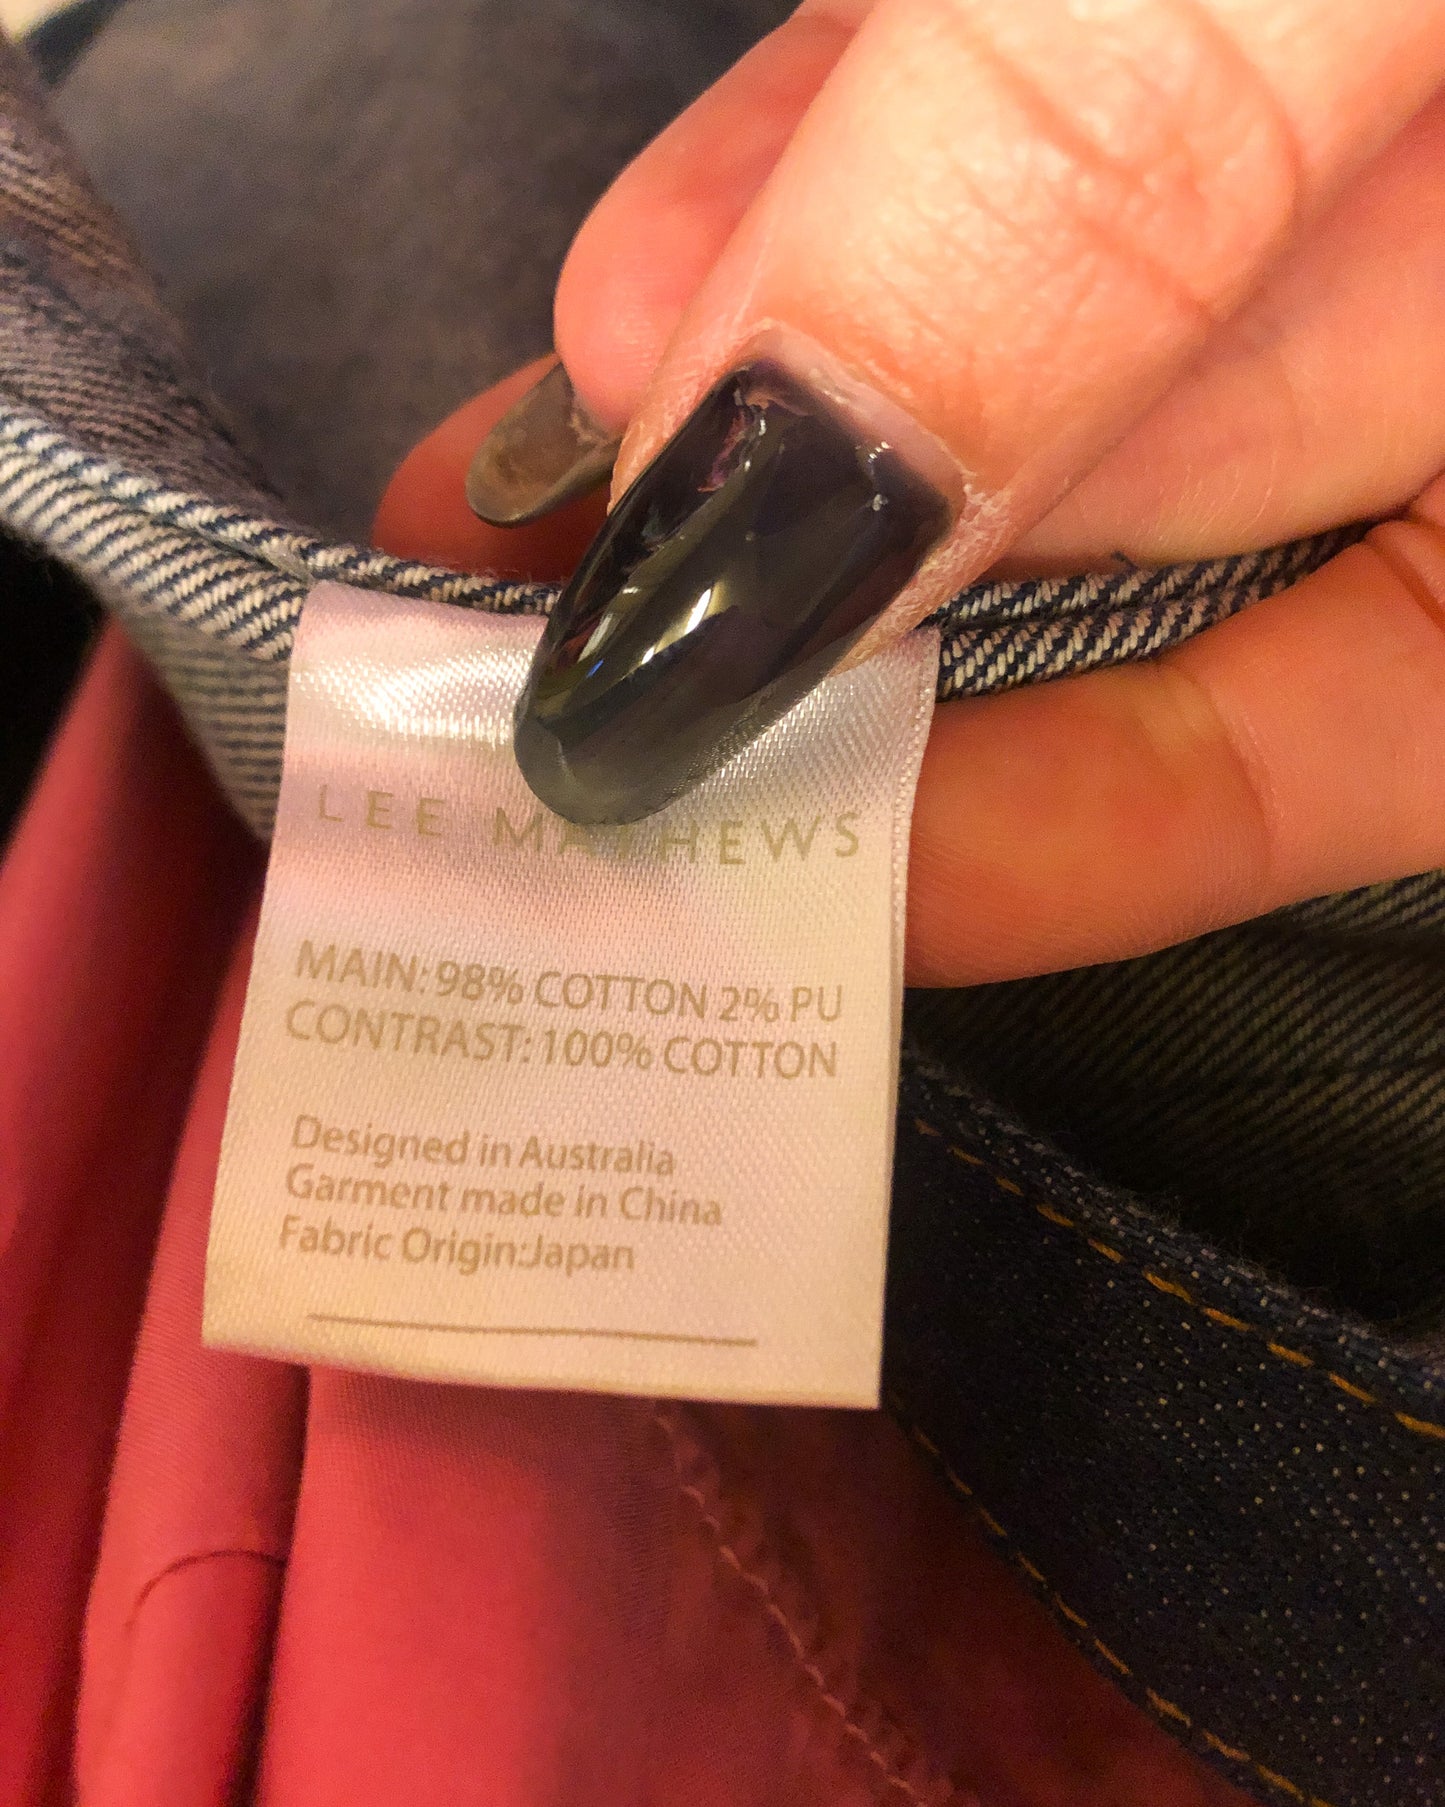 LEE MATHEWS
MAIN: 98% COTTON 2% PU
CONTRAST: 100% COTTON
Designed in Australia
Garment made in China
Fabric Origin:Japan